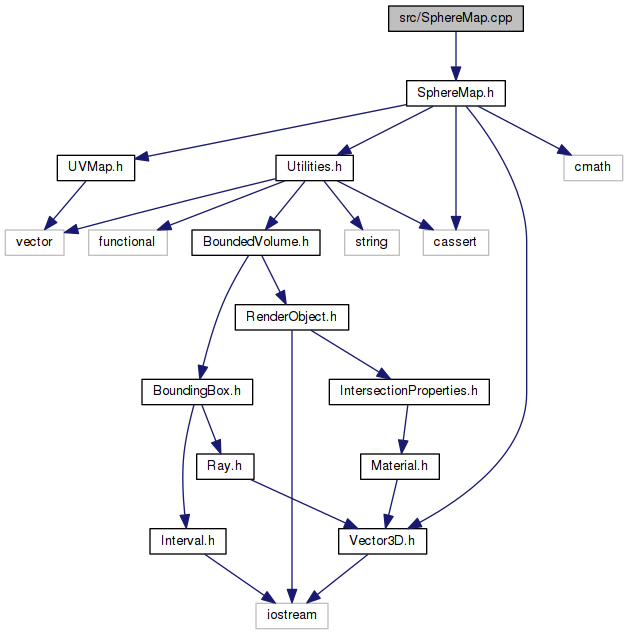 src/SphereMap.cpp
SphereMap.h
UVMap.h
Utilities.h
cmath
vector
functional
BoundedVolume.h
string
cassert
RenderObject.h
BoundingBox.h
IntersectionProperties.h
Ray.h
Material.h
Interval.h
Vector3D.h
iostream